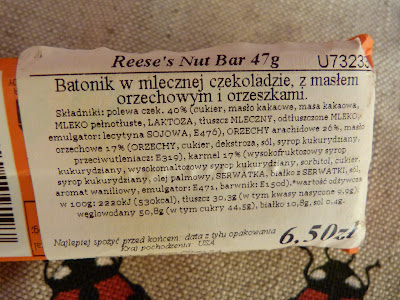 Reese's Nut Bar 47g U7323
Batonik w mlecznej czekoladzie, z masłem
orzechowym i orzeszkami.
Składniki: polewa czek. 40% (cukier, masło kakaowe, masa kakaowa,
MLEKO pełnotłuste, LAKTOZA, tłuszcz MLECZNY, odtłuszczone MLEKO,
emulgator: lecytyna SOJOWA, E476), ORZECHY arachidowe 26%, masło
orzechowe 17% (ORZECHY, cukier, dekstroza, sól, syrop kukurydziany,
przeciwutleniacz: E319), karmel 17% (wysokofruktozowy syrop
kukurydziany, wysokomaltozowy syrop kukurydziany, sorbitol, cukier,
syrop kukurydziany, olej palmowy, SERWATKA, białko z SERWATKI, sól,
aromat waniliowy, emulgator: E471, barwnik: E150d).*wartość odżywcza
w 100g: 2220kJ (530kcal), tłuszcz 30,3g (w tym kwasy nasycone 9,9g),
węglowodany 50,8g (w tym cukry 44,5g), białko 10,8g, sól 0,4g.
Najlepiej spożyć przed końcem: data z tyłu opakowania
Kraj pochodzenia: USA
6.50zł